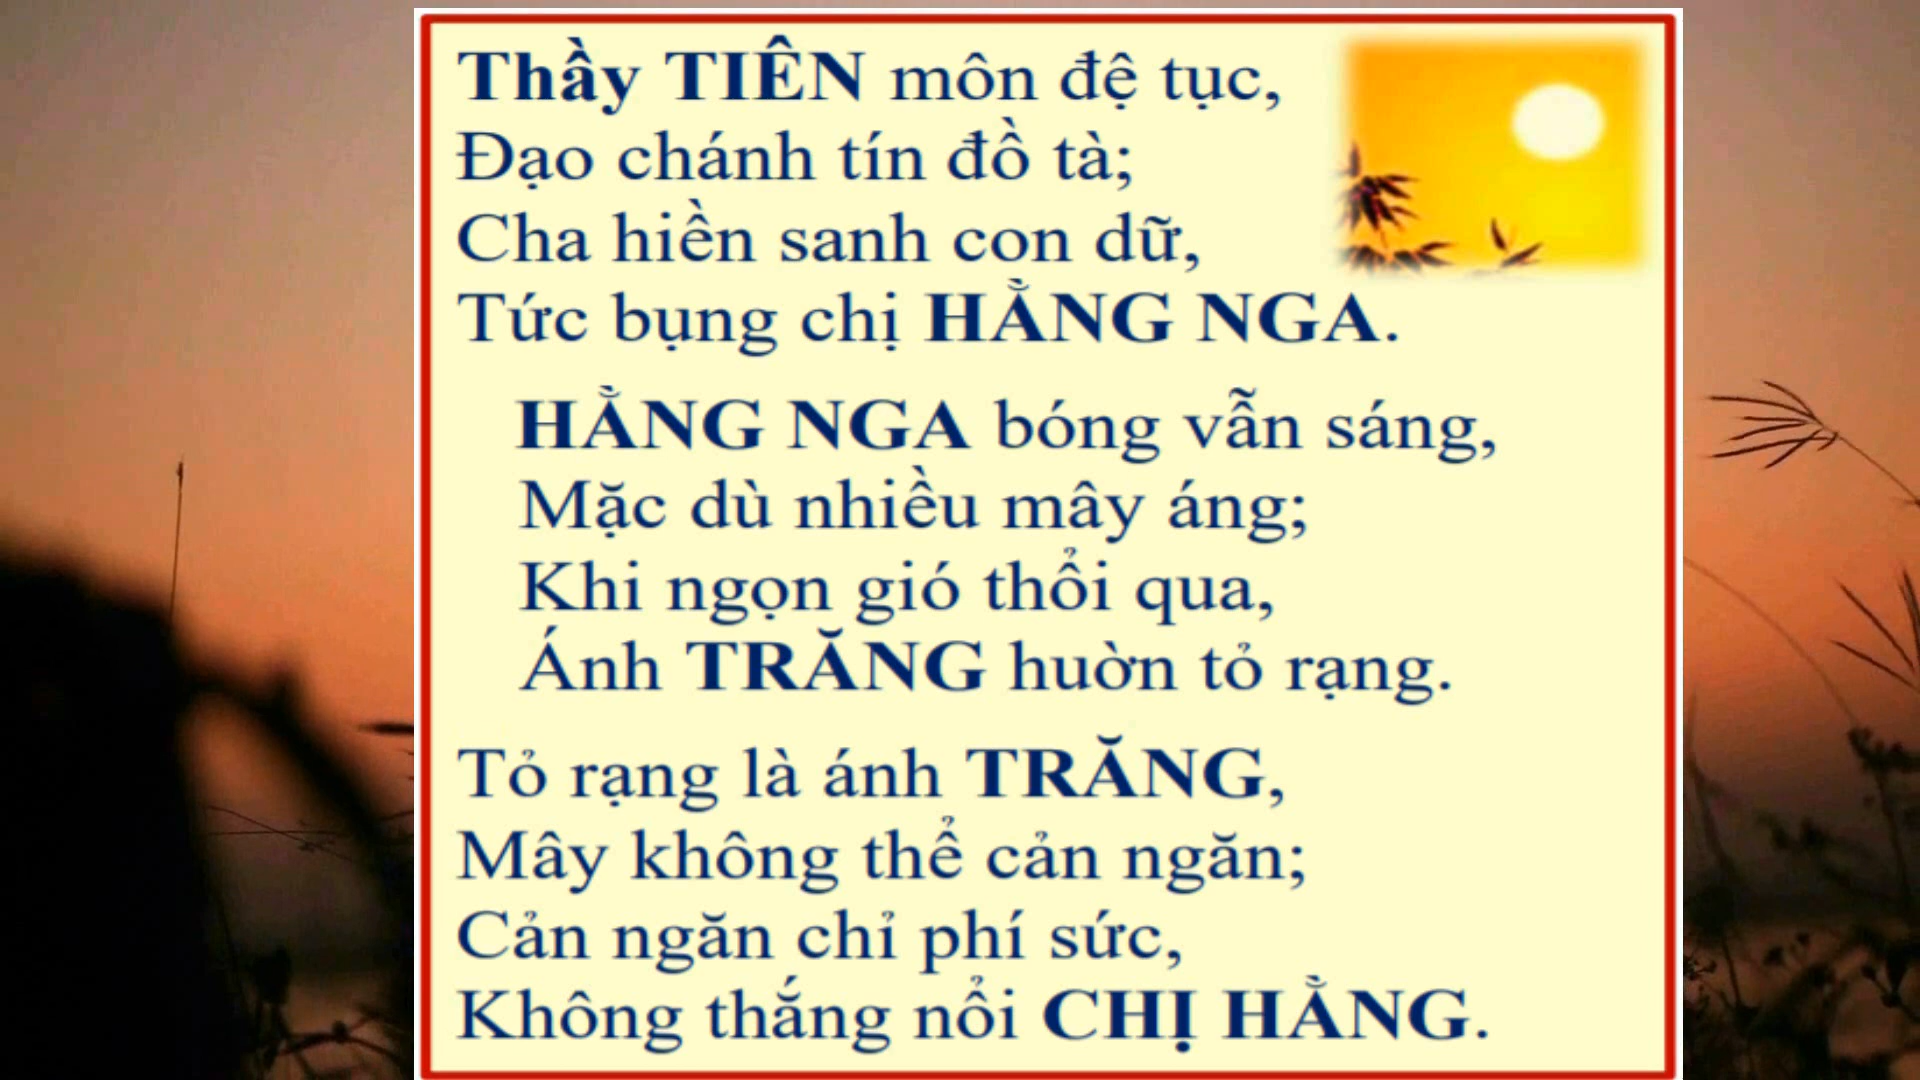 Thầy TIÊN môn đệ tục,
Đạo chánh tín đồ tà;
Cha hiền sanh con dữ,
Tức bụng chị HẰNG NGA.
HẰNG NGA bóng vẫn sáng,
Mặc dù nhiều mây áng;
Khi ngọn gió thổi qua,
Ánh TRĂNG huờn tỏ rạng.
Tỏ rạng là ánh TRĂNG,
Mây không thể cản ngăn;
Cản ngăn chỉ phí sức,
Không thắng nổi CHỊ HẰNG.